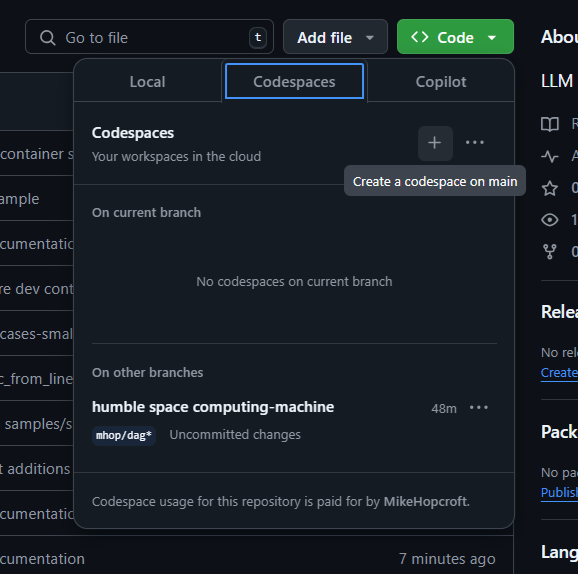 Go to file
t
Add file
Code
Local
Codespaces
Copilot
LLM
Codespaces
Your workspaces in the cloud
Create a codespace on main
container s
ample
On current branch
cumentatio
No codespaces on current branch
re dev cont
cases-smal
On other branches
c_from_line
humble space computing-machine
48m
mhop/dag*
Uncommitted changes
samples/s
t additions
Codespace usage for this repository is paid for by MikeHopcroft.
cumentatio
cumentation
7 minutes ago
Abou
R
A
0
1
0
Relea
No rel
Create
Pack
No pac
Publish
Lang